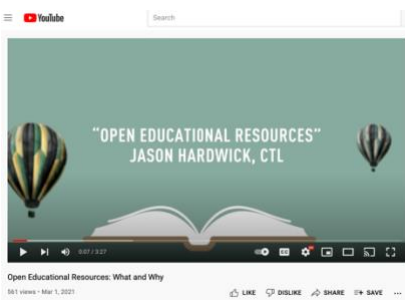 YouTube
Search
"OPEN EDUCATIONAL RESOURCES"
JASON HARDWICK, CTL
0:07 / 3:27
Open Educational Resources: What and Why
561 views • Mar 1, 2021
LIKE
DISLIKE
SHARE
SAVE